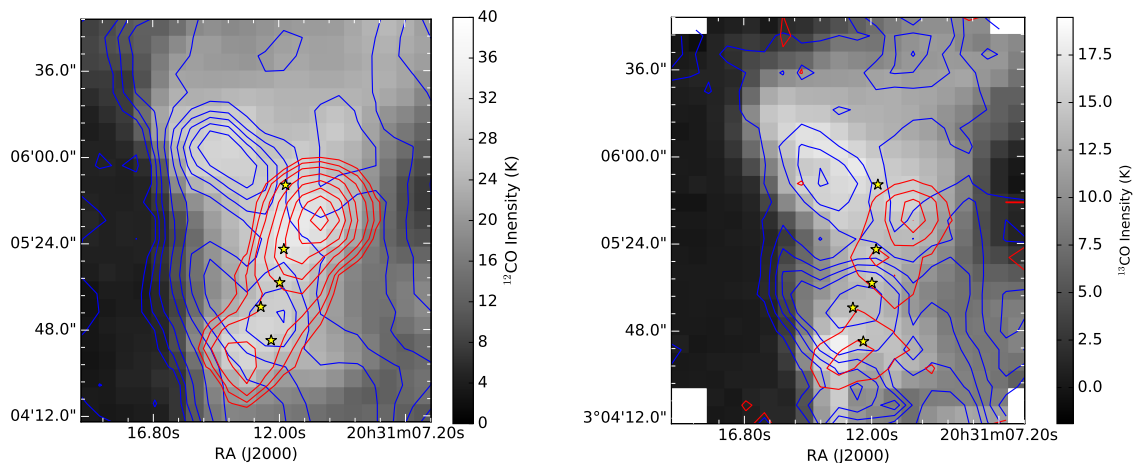 36.0"
06'00.0"
05'24.0"
48.0"
04'12.0"
16.80s
12.00s
20h31m07.20s
RA (J2000)
40
36
32
28
24
20
16
12
8
4
0
¹²CO Inensity (K)
36.0"
06'00.0"
05'24.0"
48.0"
3°04'12.0"
16.80s
12.00s
20h31m07.20s
RA (J2000)
17.5
15.0
12.5
10.0
7.5
5.0
2.5
0.0
¹³CO Inensity (K)